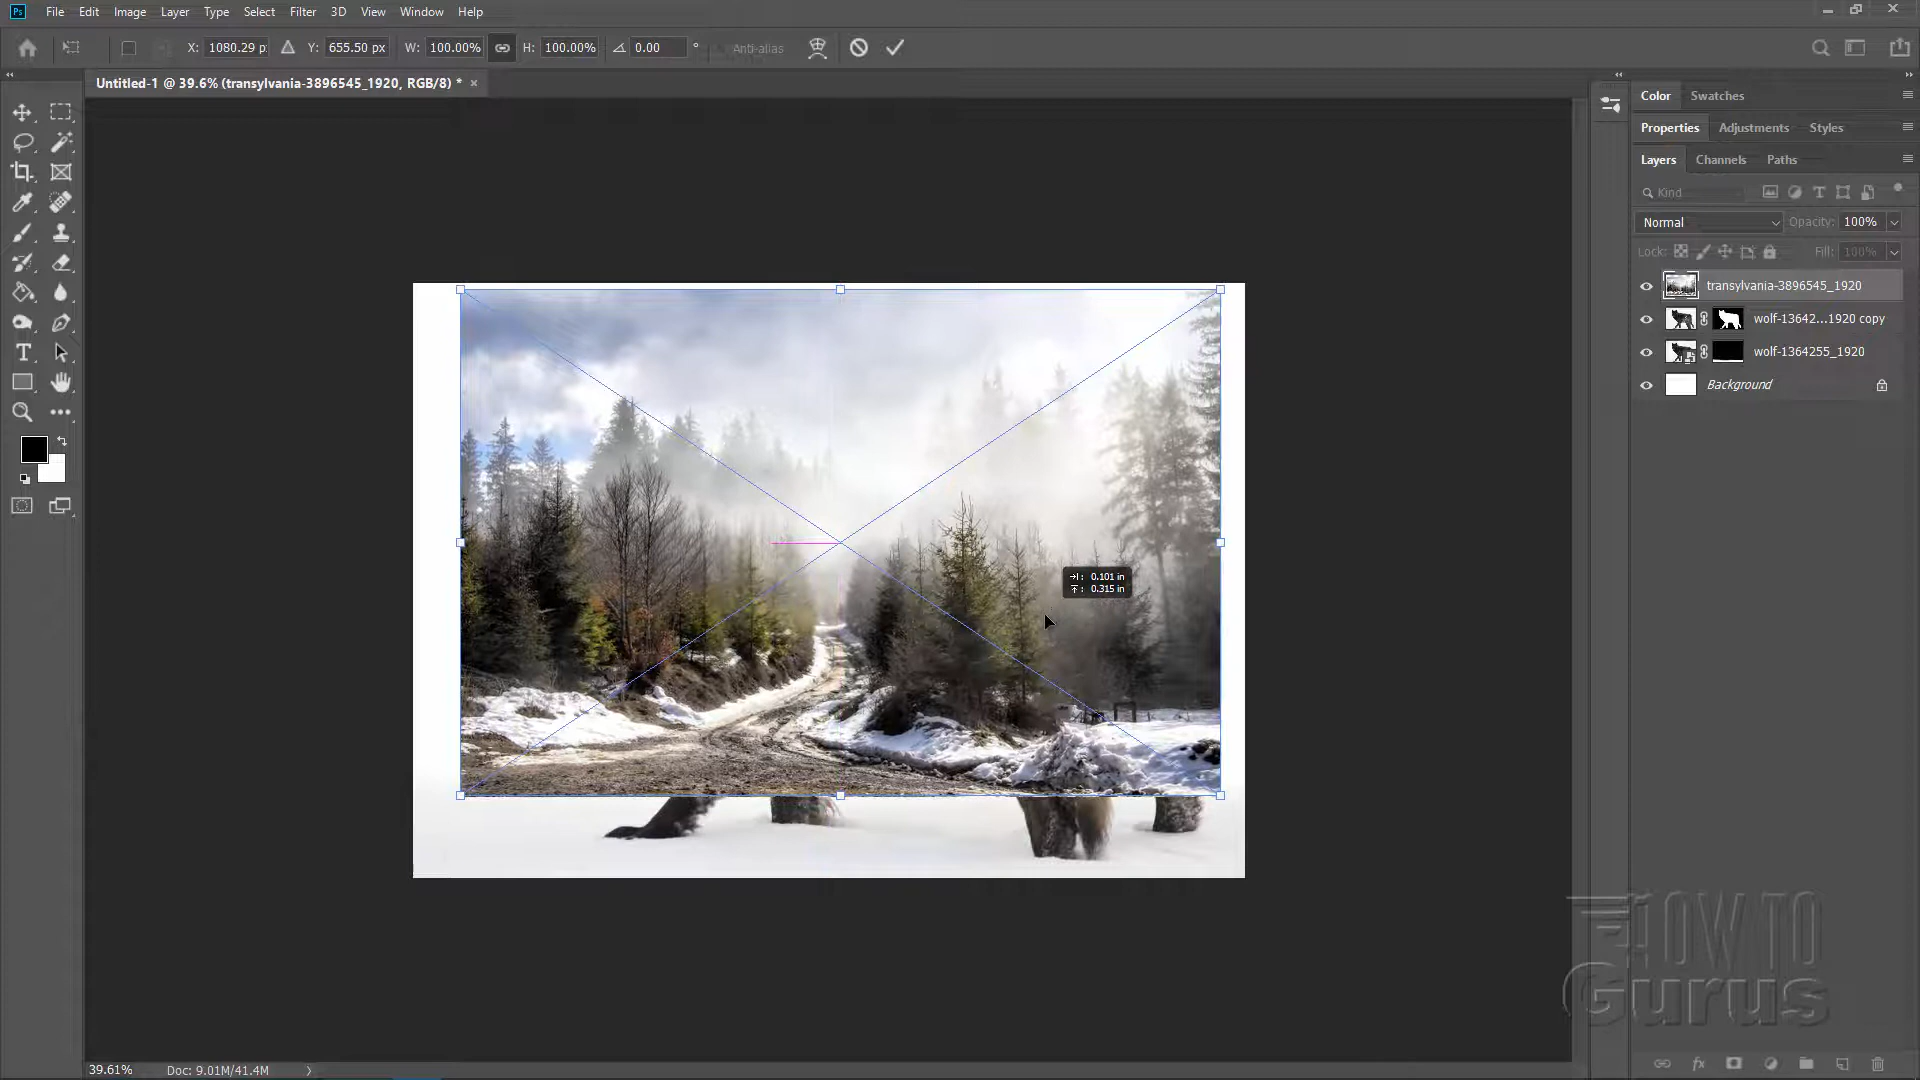 Ps File Edit Image Layer Type Select Filter 3D View Window Help
X: 1080.29 p Y: 655.50 px W: 100.00% H: 100.00% 0.00 ° Anti-alias
Untitled-1 @ 39.6% (transylvania-3896545_1920, RGB/8) * ×
Color Swatches
Properties Adjustments Styles
Layers Channels Paths
Kind
Normal Opacity: 100%
Lock: Fill: 100%
transylvania-3896545_1920
wolf-13642...1920 copy
wolf-1364255_1920
Background
0.101 in
0.315 in
HOW TO
Gurus
39.61% Doc: 9.01M/41.4M